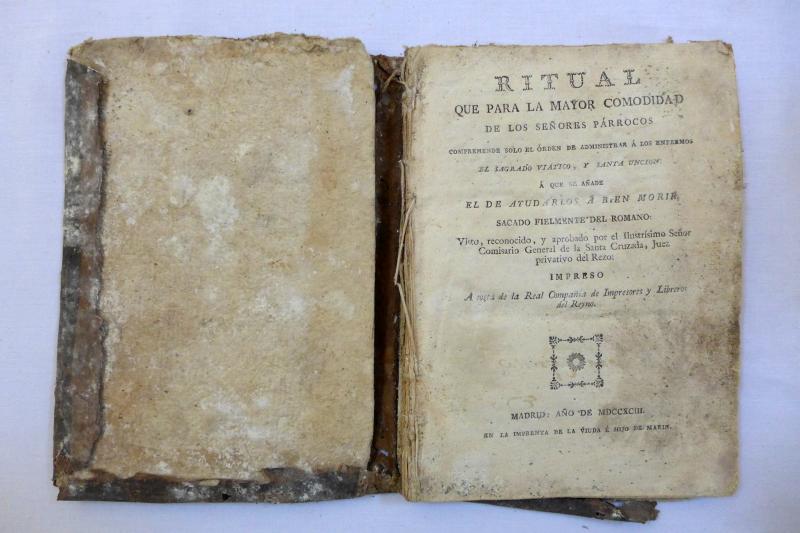 RITUAL
QUE PARA LA MAYOR COMODIDAD
DE LOS SEÑORES PÁRROCOS
COMPREHENDE SOLO EL ÓRDEN DE ADMINISTRAR Á LOS ENFERMOS
EL SAGRADO VIÁTICO, Y SANTA UNCION:
Á QUE SE AÑADE
EL DE AYUDARLOS Á BIEN MORIR,
SACADO FIELMENTE DEL ROMANO:
Visto, reconocido, y aprobado por el Ilustrísimo Señor
Comisario General de la Santa Cruzada, Juez
privativo del Rezo:
IMPRESO
A costa de la Real Compañía de Impresores y Libreros
del Reyno.
MADRID: AÑO DE MDCCXCIII.
EN LA IMPRENTA DE LA VIUDA É HIJO DE MARIN.